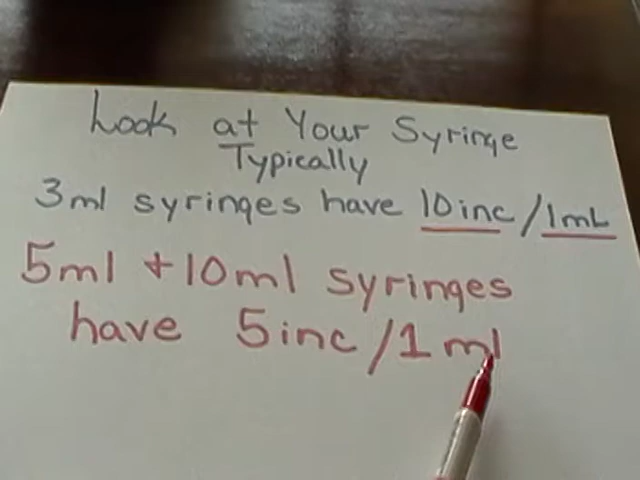 Look at Your Syringe
Typically
3ml syringes have 10inc/1mL
5ml + 10ml syringes
have 5inc/1ml